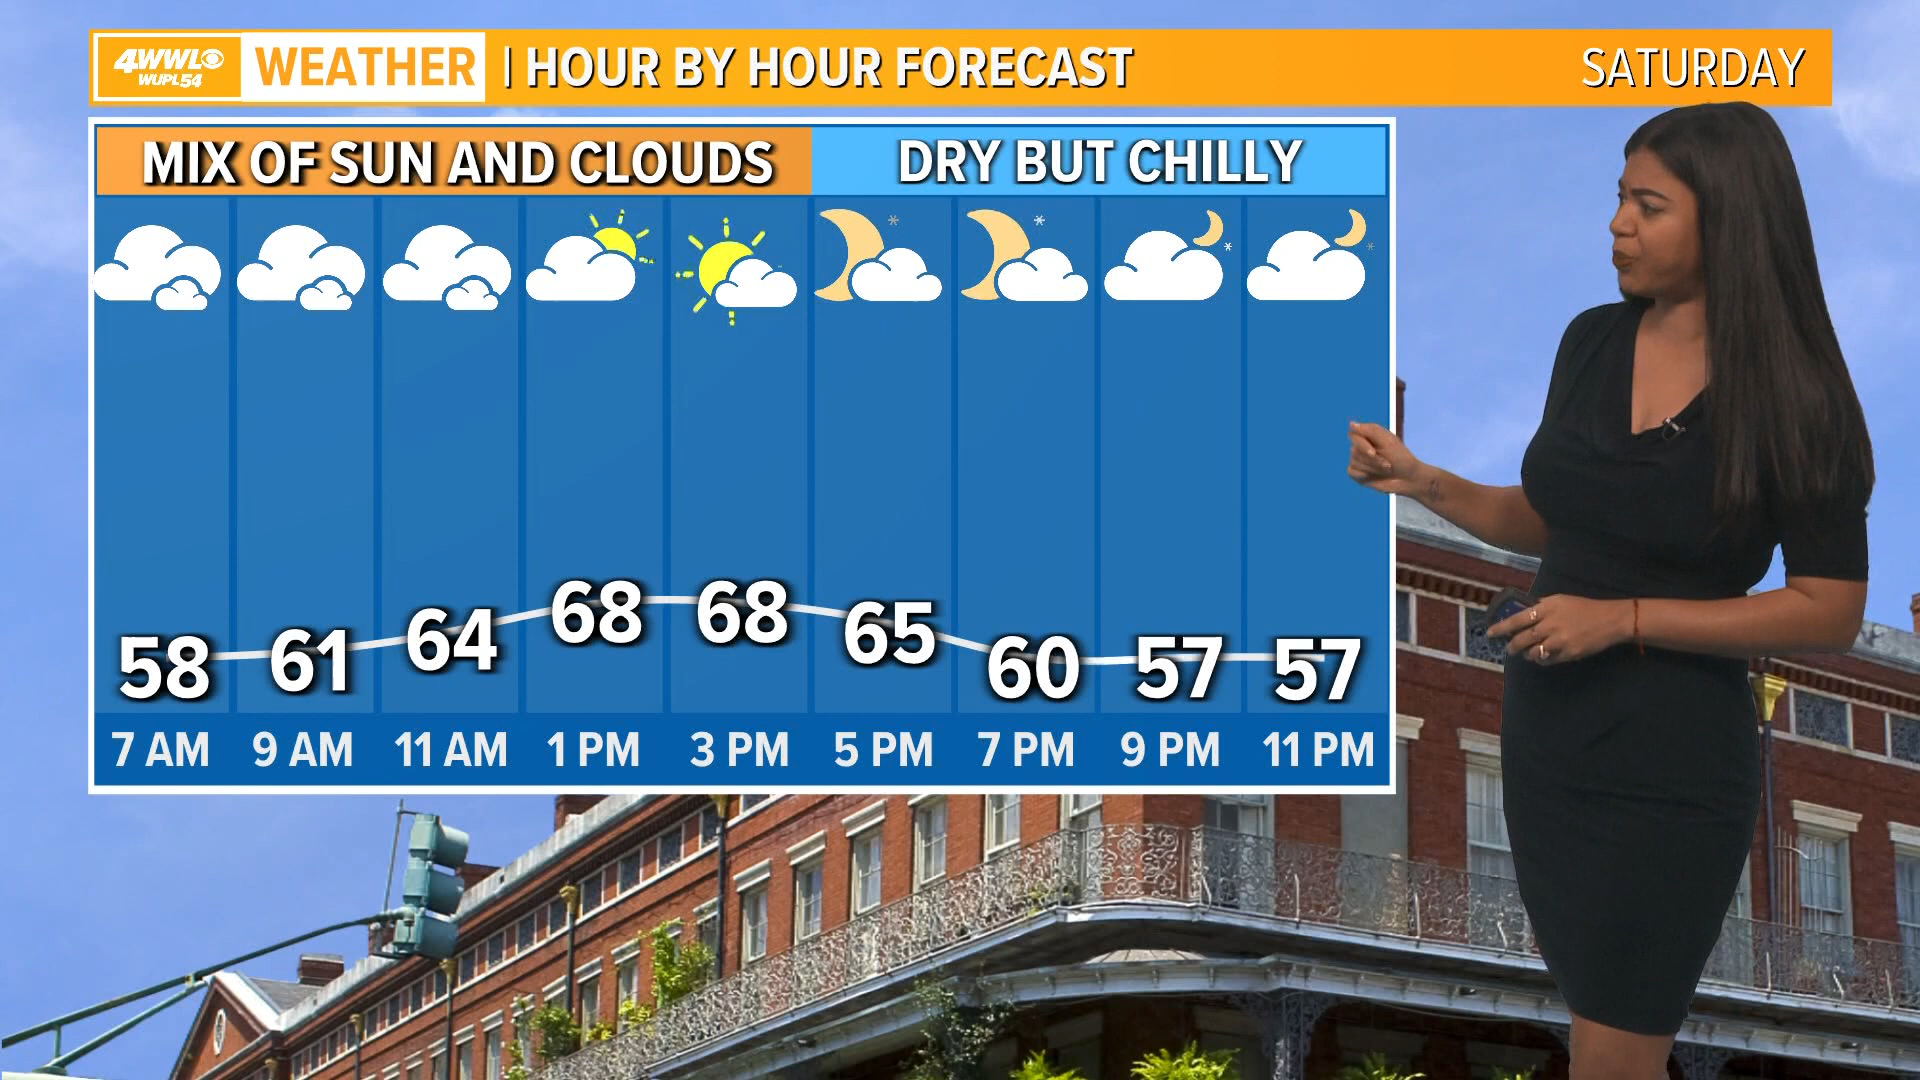 4WWL
WUPL54
WEATHER | HOUR BY HOUR FORECAST
SATURDAY
MIX OF SUN AND CLOUDS
DRY BUT CHILLY
58 61 64 68 68 65 60 57 57
7 AM 9 AM 11 AM 1 PM 3 PM 5 PM 7 PM 9 PM 11 PM